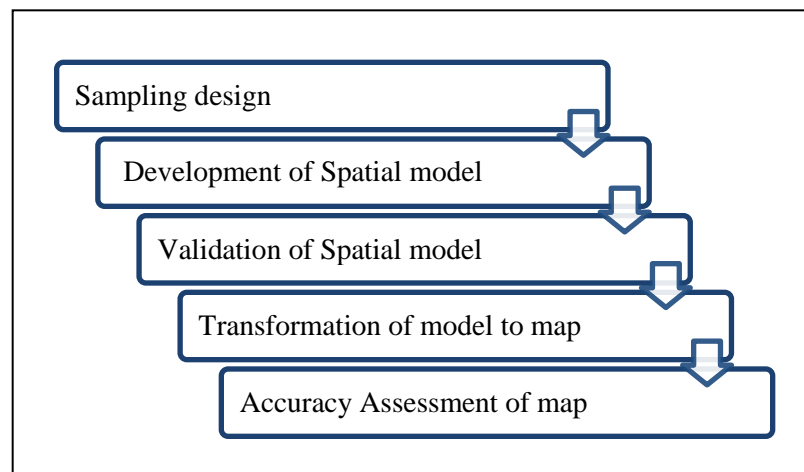 Sampling design
Development of Spatial model
Validation of Spatial model
Transformation of model to map
Accuracy Assessment of map